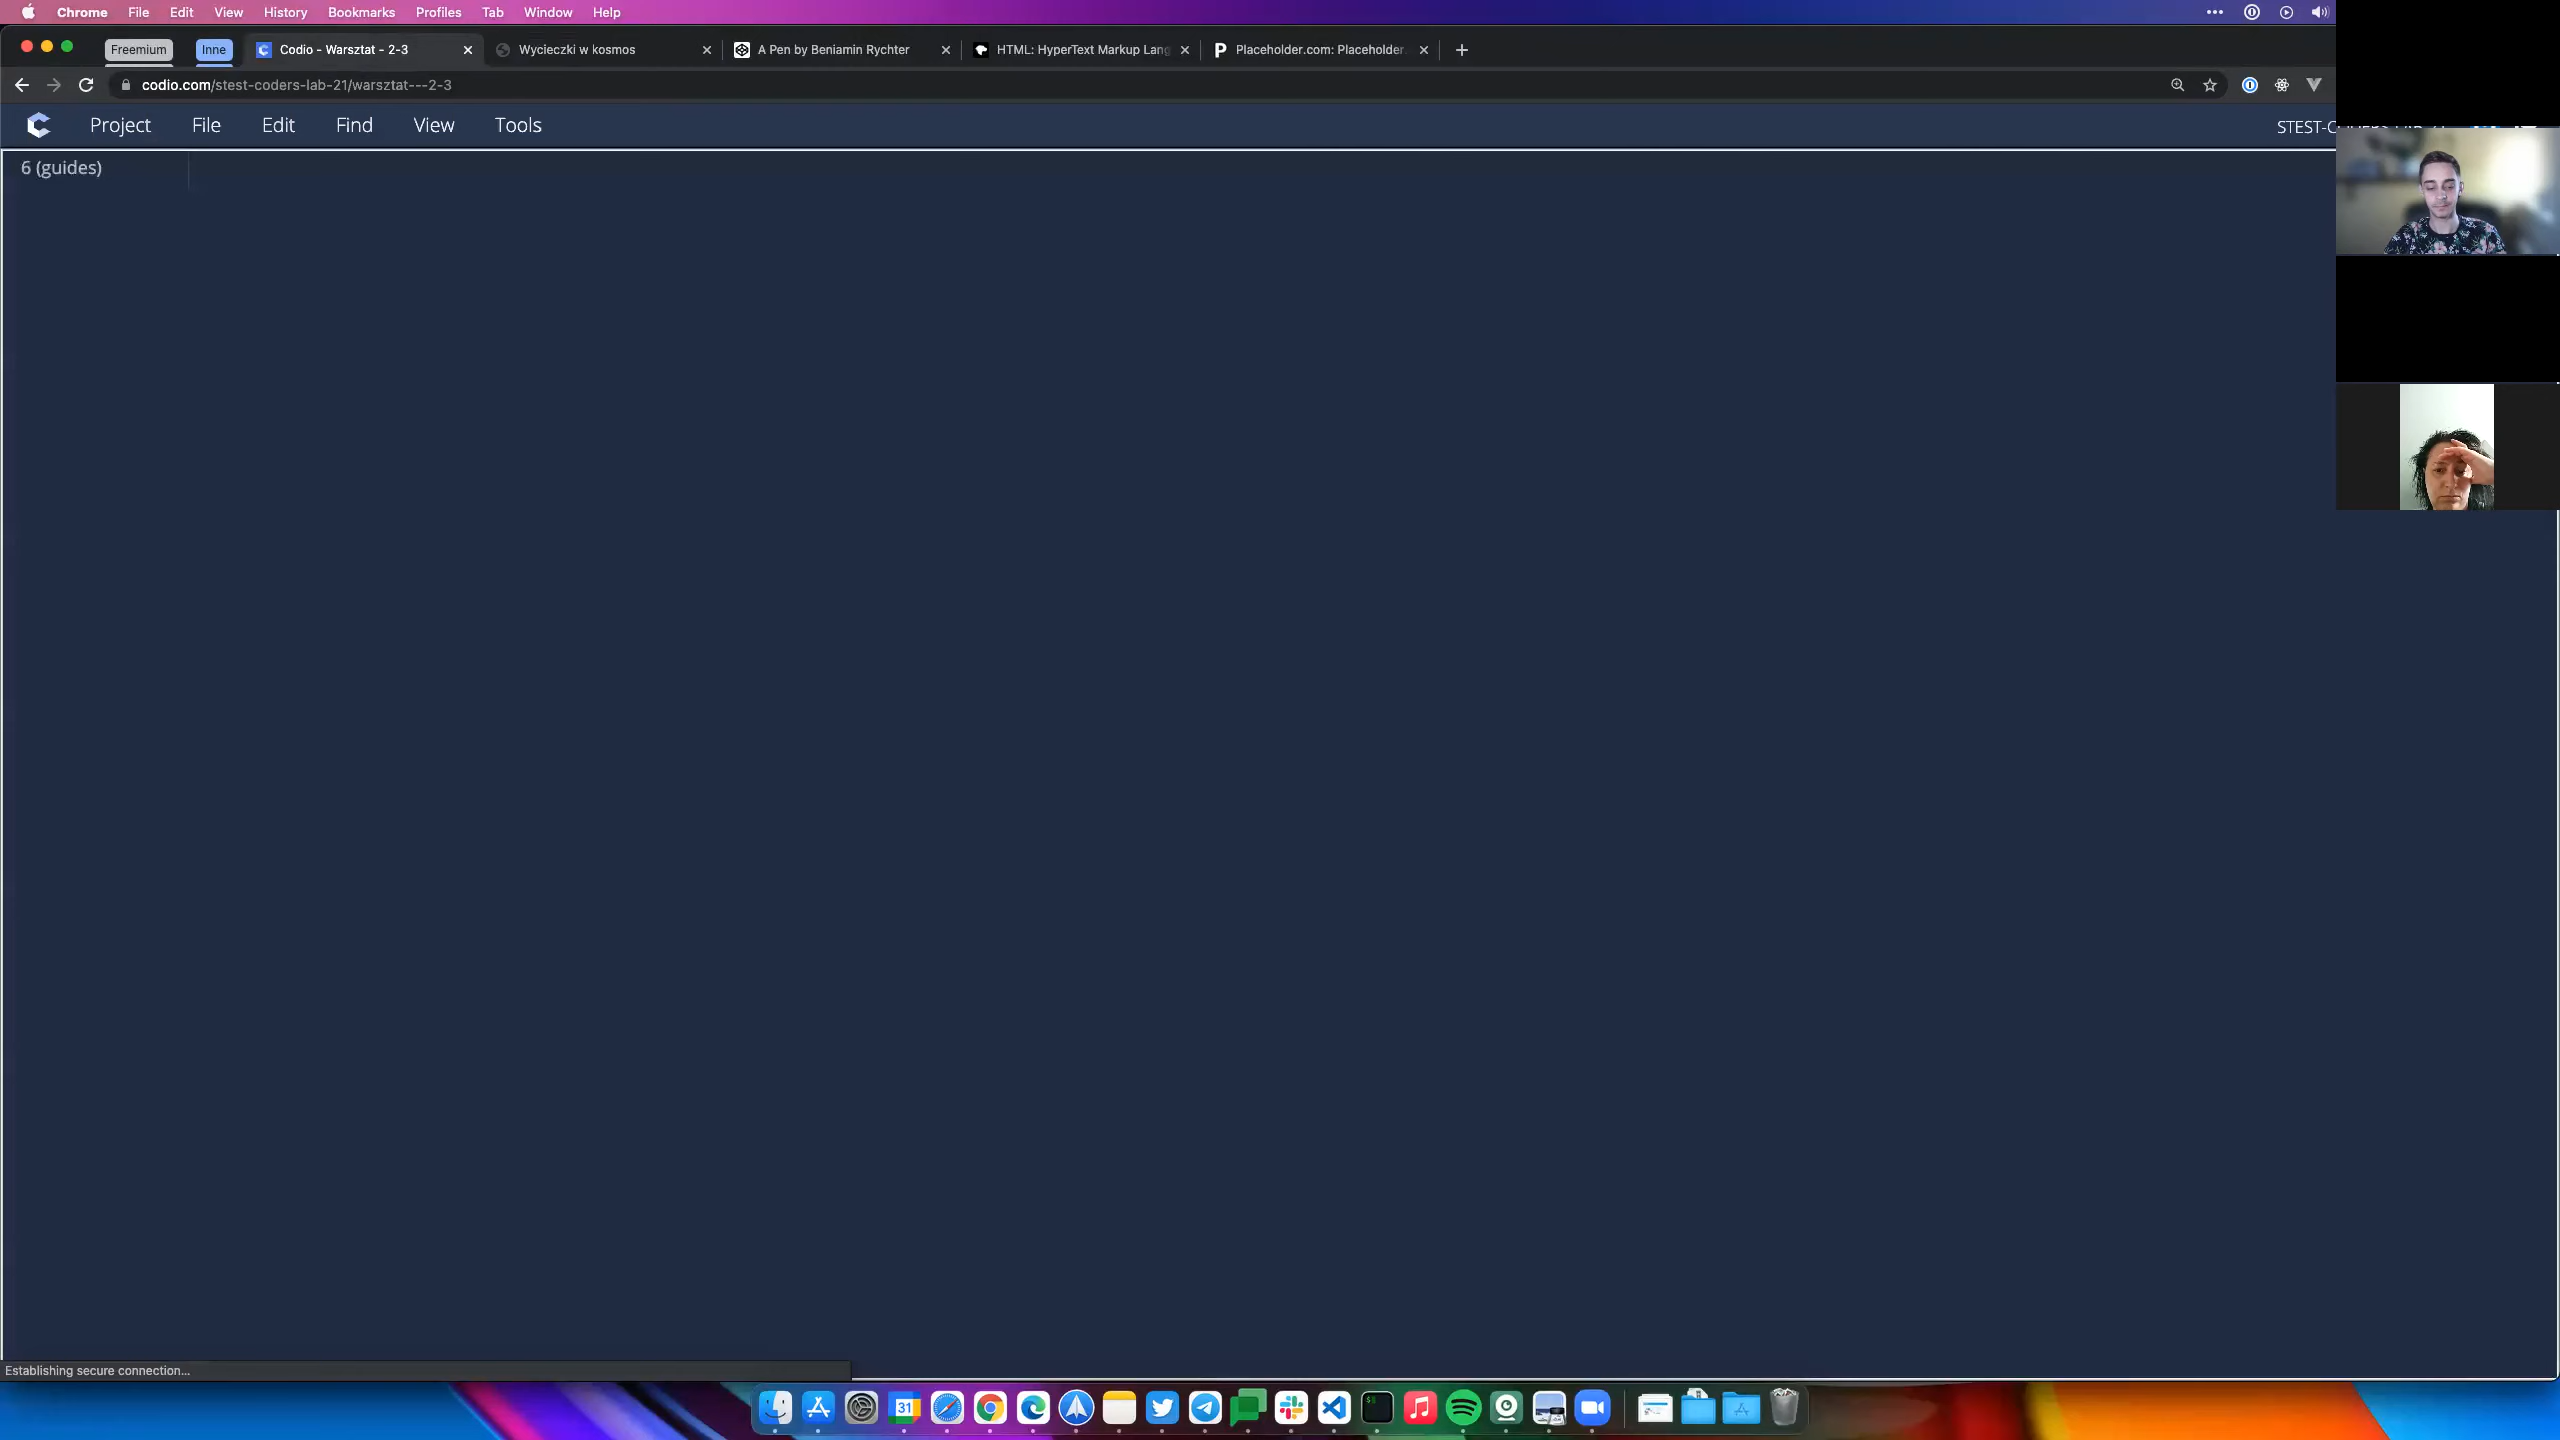 Chrome File Edit View History Bookmarks Profiles Tab Window Help
Freemium Inne Codio - Warsztat - 2-3 Wycieczki w kosmos A Pen by Beniamin Rychter HTML: HyperText Markup Lang Placeholder.com: Placeholder
codio.com/stest-coders-lab-21/warsztat---2-3
Project File Edit Find View Tools
6 (guides)
Establishing secure connection...
31